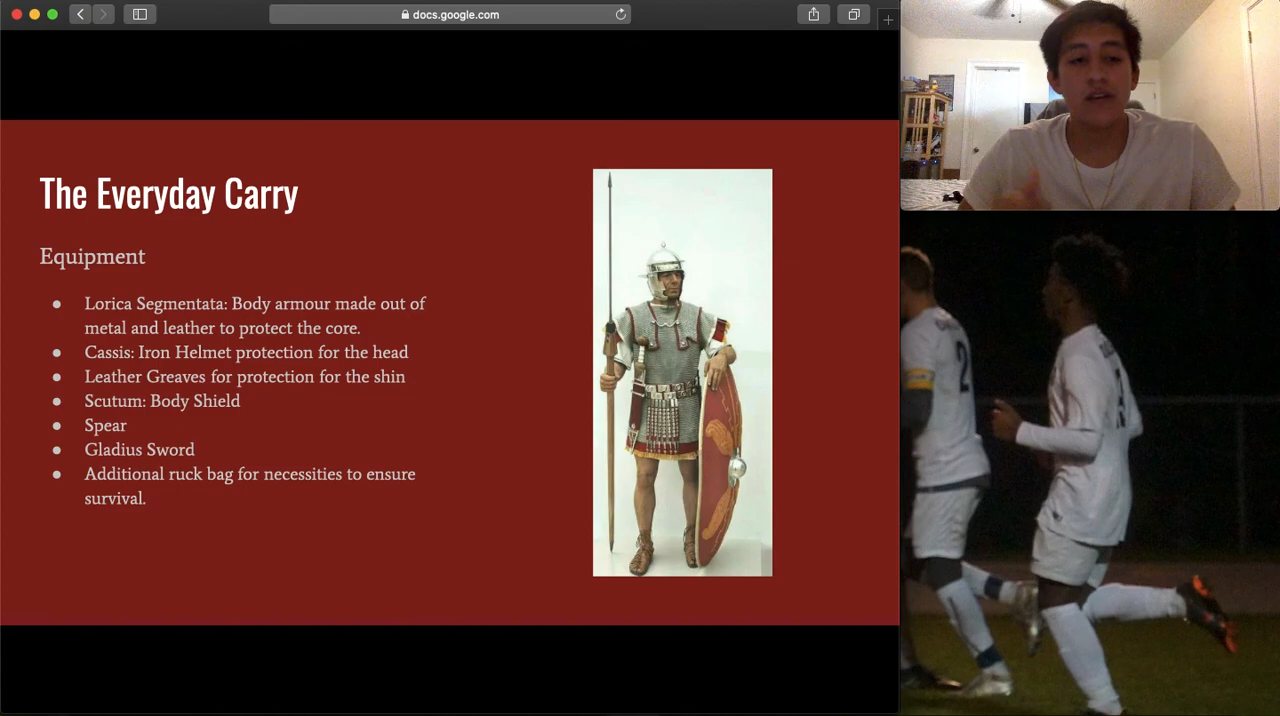 docs.google.com
The Everyday Carry
Equipment
● Lorica Segmentata: Body armour made out of
metal and leather to protect the core.
● Cassis: Iron Helmet protection for the head
● Leather Greaves for protection for the shin
● Scutum: Body Shield
● Spear
● Gladius Sword
● Additional ruck bag for necessities to ensure
survival.
2